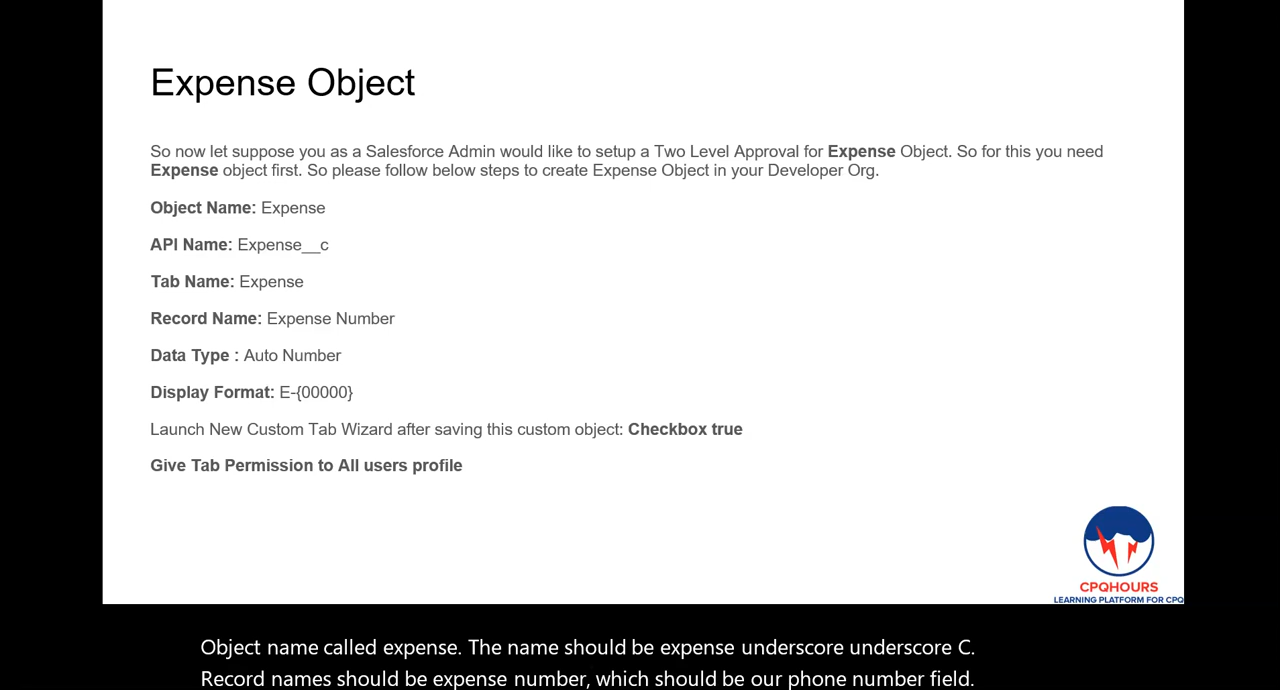 Expense Object
So now let suppose you as a Salesforce Admin would like to setup a Two Level Approval for Expense Object. So for this you need
Expense object first. So please follow below steps to create Expense Object in your Developer Org.
Object Name: Expense
API Name: Expense__c
Tab Name: Expense
Record Name: Expense Number
Data Type : Auto Number
Display Format: E-{00000}
Launch New Custom Tab Wizard after saving this custom object: Checkbox true
Give Tab Permission to All users profile
CPQHOURS
LEARNING PLATFORM FOR CPQ
Object name called expense. The name should be expense underscore underscore C.
Record names should be expense number, which should be our phone number field.